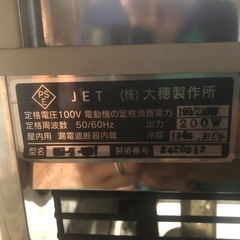 PSE JET (株)大穂製作所
定格電圧100V 電動機の定格消費電力 190/230W
定格周波数 50/60Hz 出力 200W
屋内用 漏電遮断器内蔵 冷媒
型名 製造番号